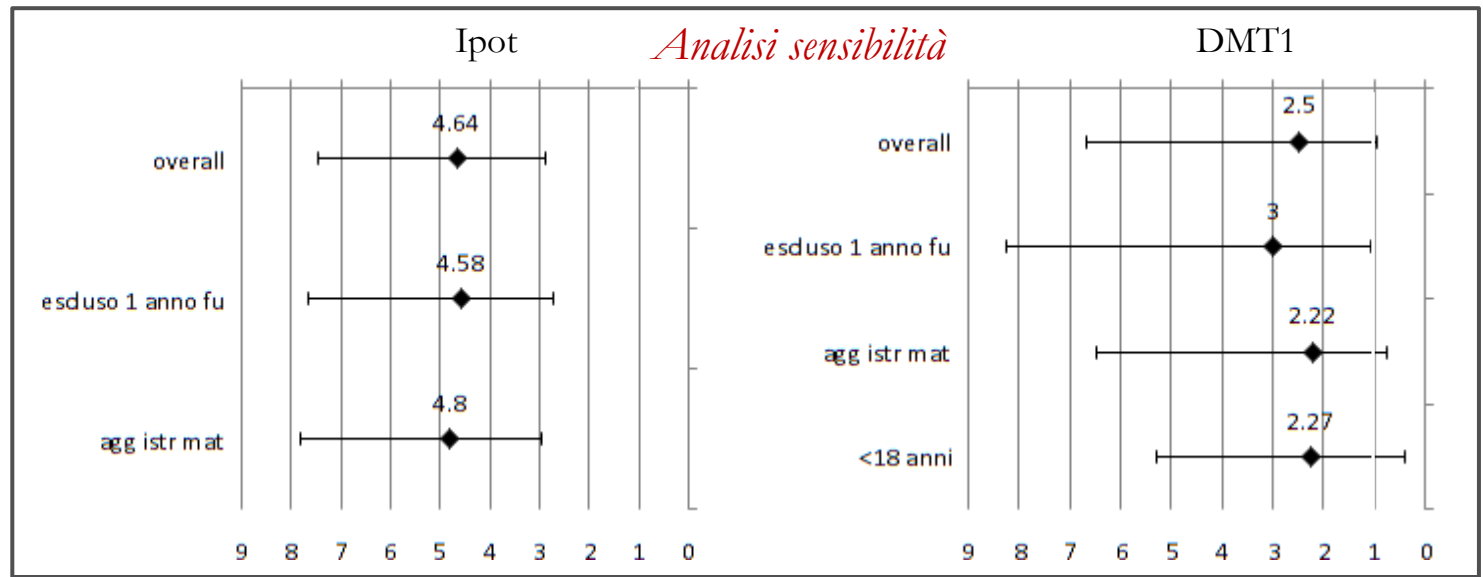 Ipot
Analisi sensibilità
DMT1
4.64
overall
4.58
escluso 1 anno fu
4.8
agg istr mat
9 8 7 6 5 4 3 2 1 0
2.5
overall
3
escluso 1 anno fu
2.22
agg istr mat
2.27
<18 anni
9 8 7 6 5 4 3 2 1 0